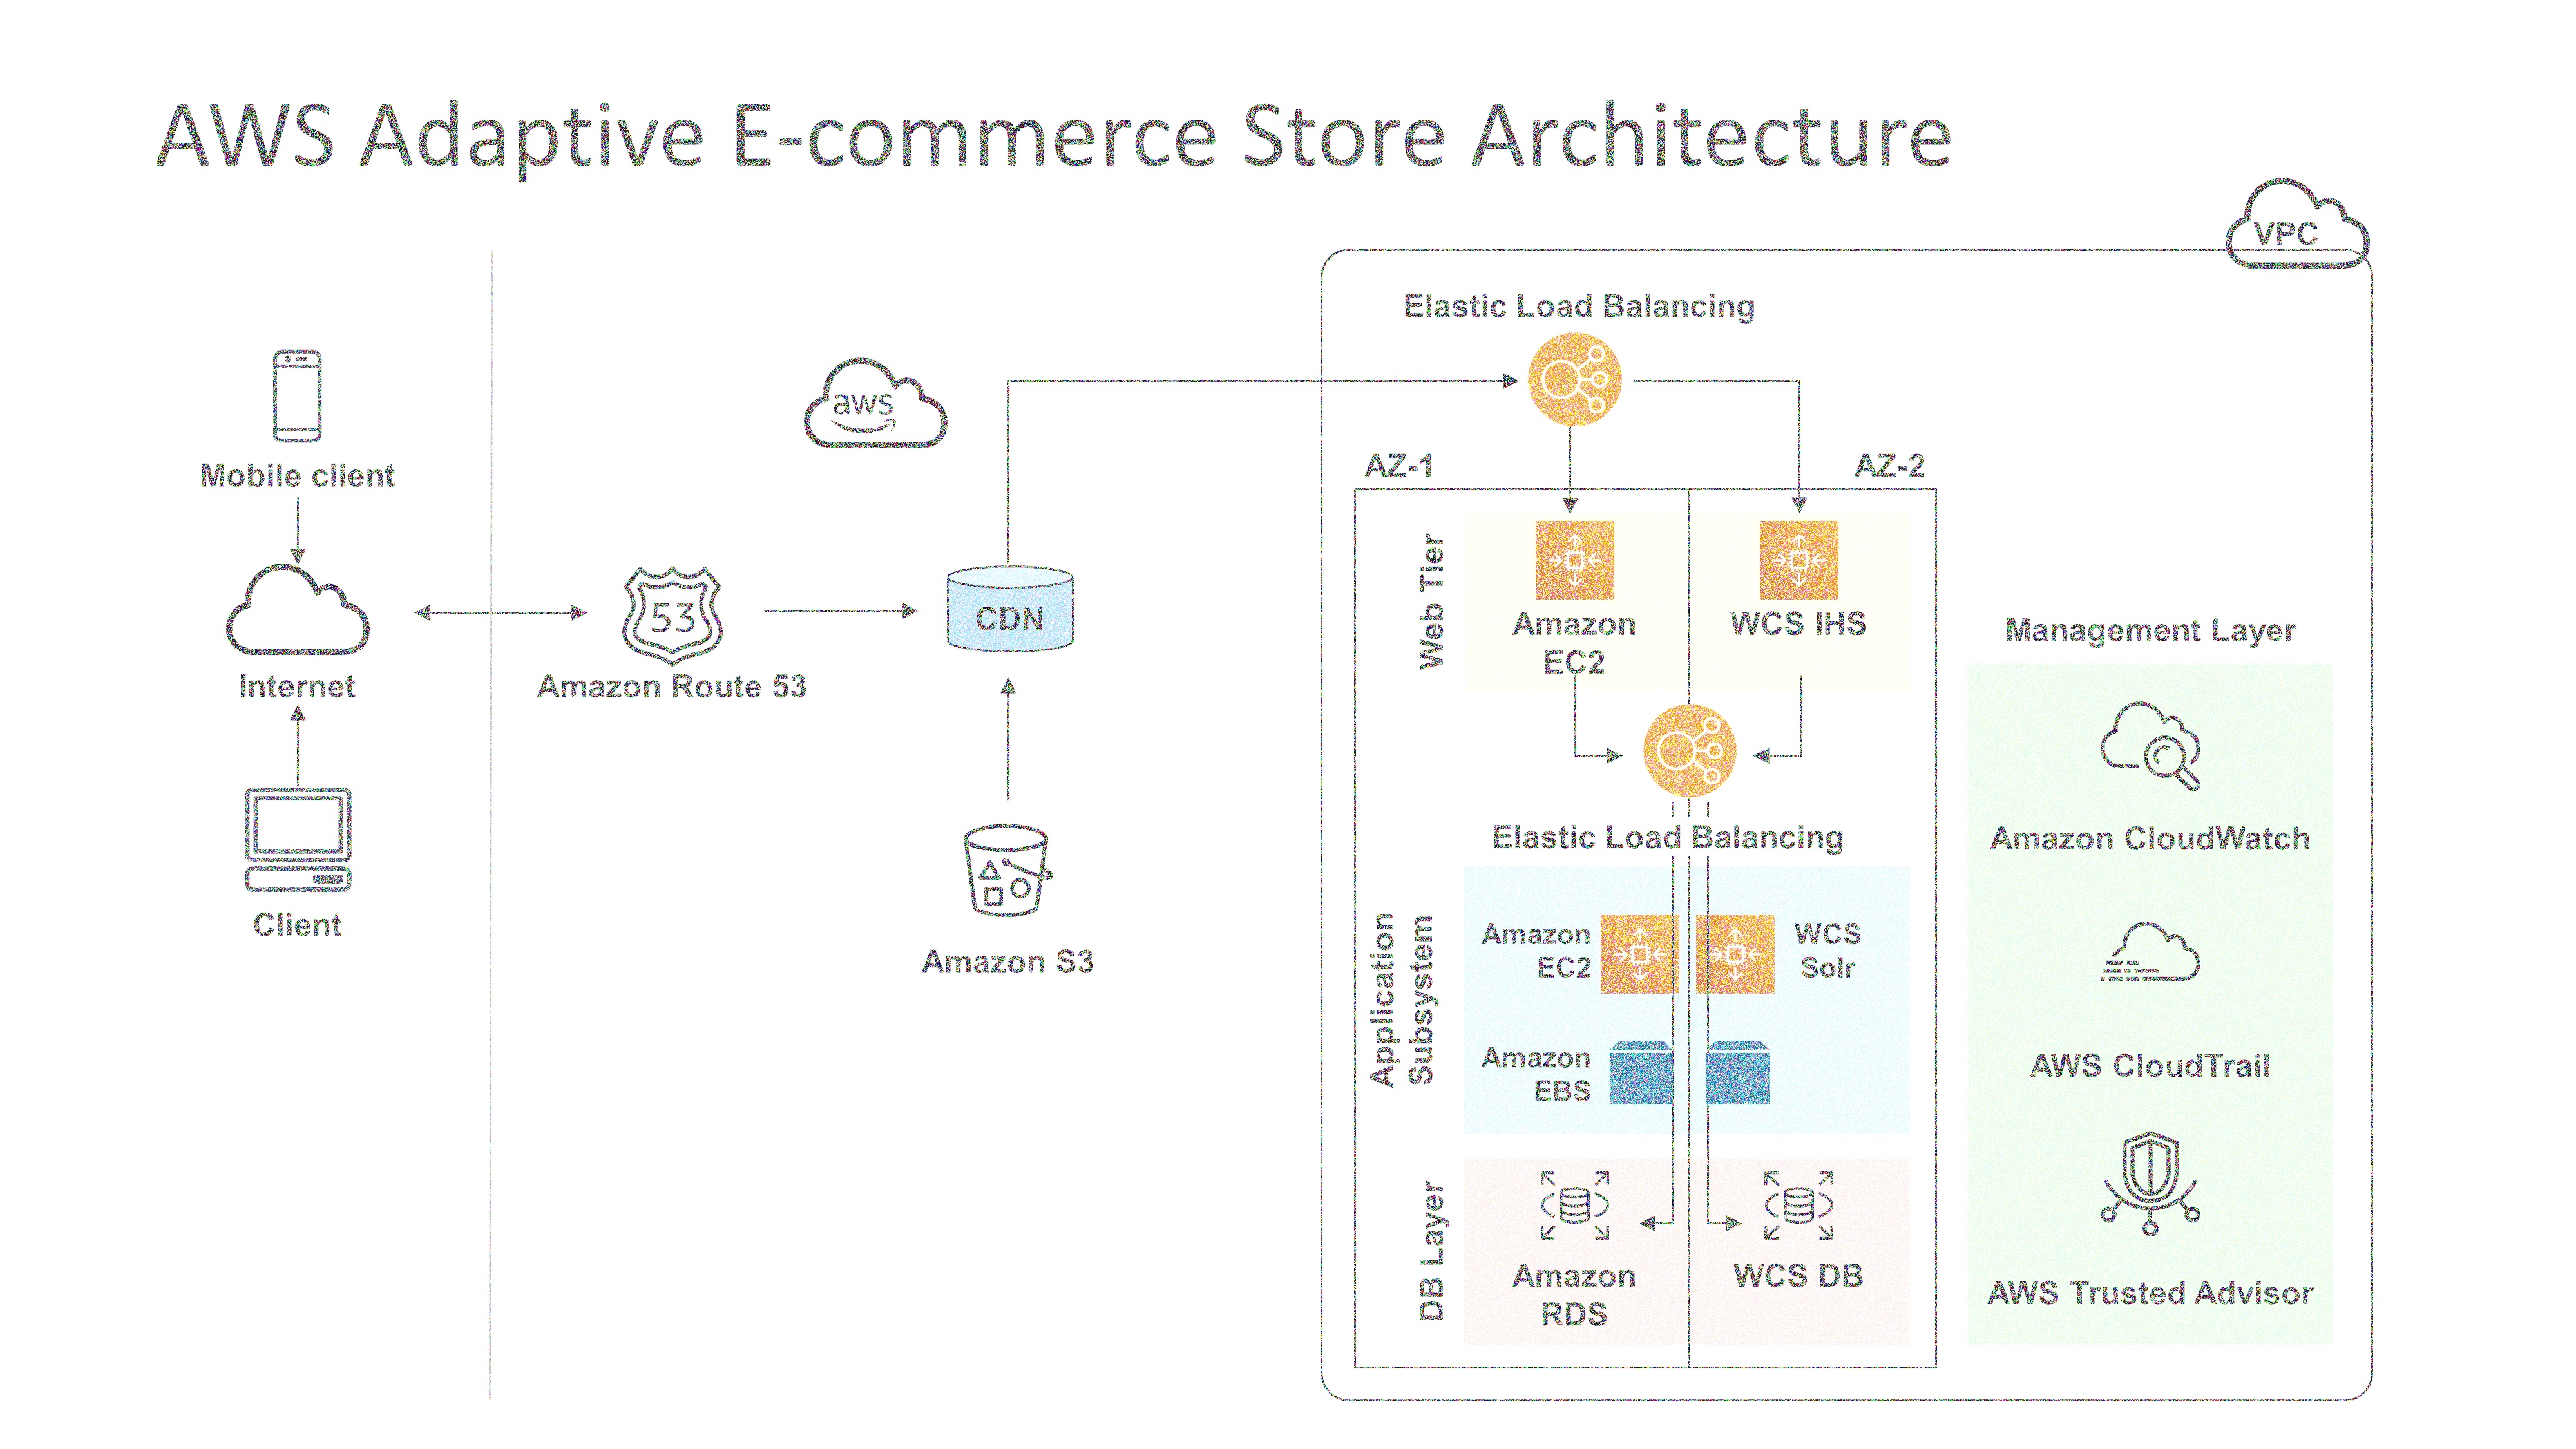 AWS Adaptive E-commerce Store Architecture
VPC
Elastic Load Balancing
aws
Mobile client
AZ-1
AZ-2
Web Tier
53
CDN
Amazon
EC2
WCS IHS
Internet
Amazon Route 53
Management Layer
Elastic Load Balancing
Amazon CloudWatch
Client
Amazon S3
Application
Subsystem
Amazon
EC2
WCS
Solr
Amazon
EBS
AWS CloudTrail
DB Layer
Amazon
RDS
WCS DB
AWS Trusted Advisor